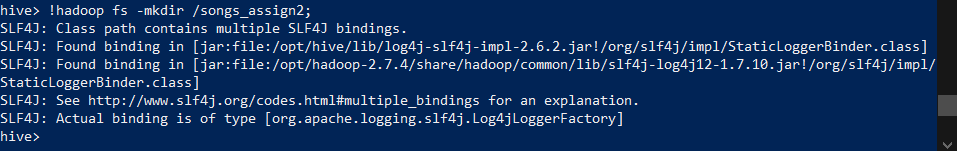 hive> !hadoop fs -mkdir /songs_assign2;
SLF4J: Class path contains multiple SLF4J bindings.
SLF4J: Found binding in [jar:file:/opt/hive/lib/log4j-slf4j-impl-2.6.2.jar!/org/slf4j/impl/StaticLoggerBinder.class]
SLF4J: Found binding in [jar:file:/opt/hadoop-2.7.4/share/hadoop/common/lib/slf4j-log4j12-1.7.10.jar!/org/slf4j/impl/
StaticLoggerBinder.class]
SLF4J: See http://www.slf4j.org/codes.html#multiple_bindings for an explanation.
SLF4J: Actual binding is of type [org.apache.logging.slf4j.Log4jLoggerFactory]
hive>